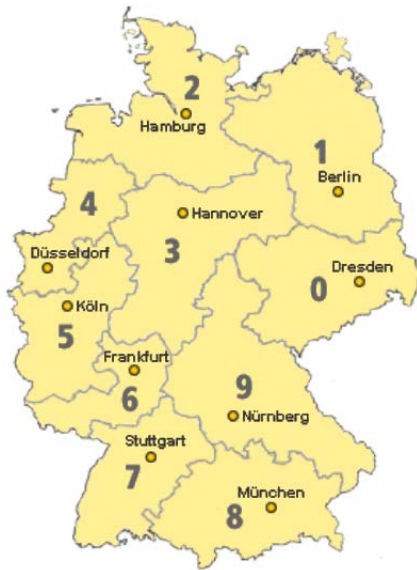 2
Hamburg
1
Berlin
4
Hannover
3
Düsseldorf
Dresden
0
Köln
5
Frankfurt
6
9
Nürnberg
Stuttgart
7
München
8